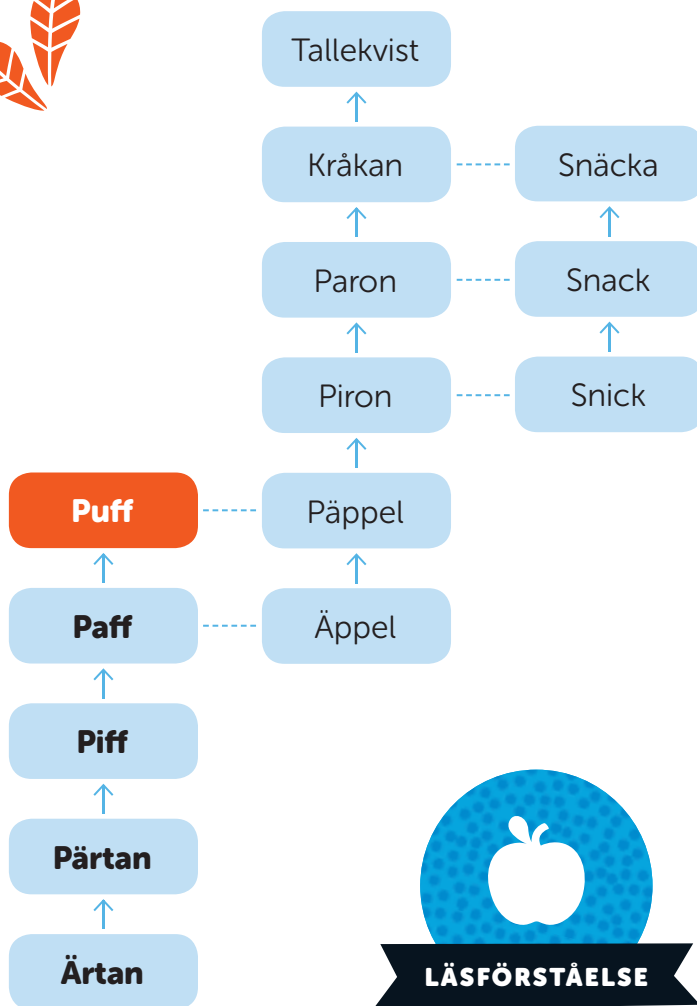 Tallekvist
Kråkan
Snäcka
Paron
Snack
Piron
Snick
Puff
Päppel
Paff
Äppel
Piff
Pärtan
Ärtan
LÄSFÖRSTÅELSE